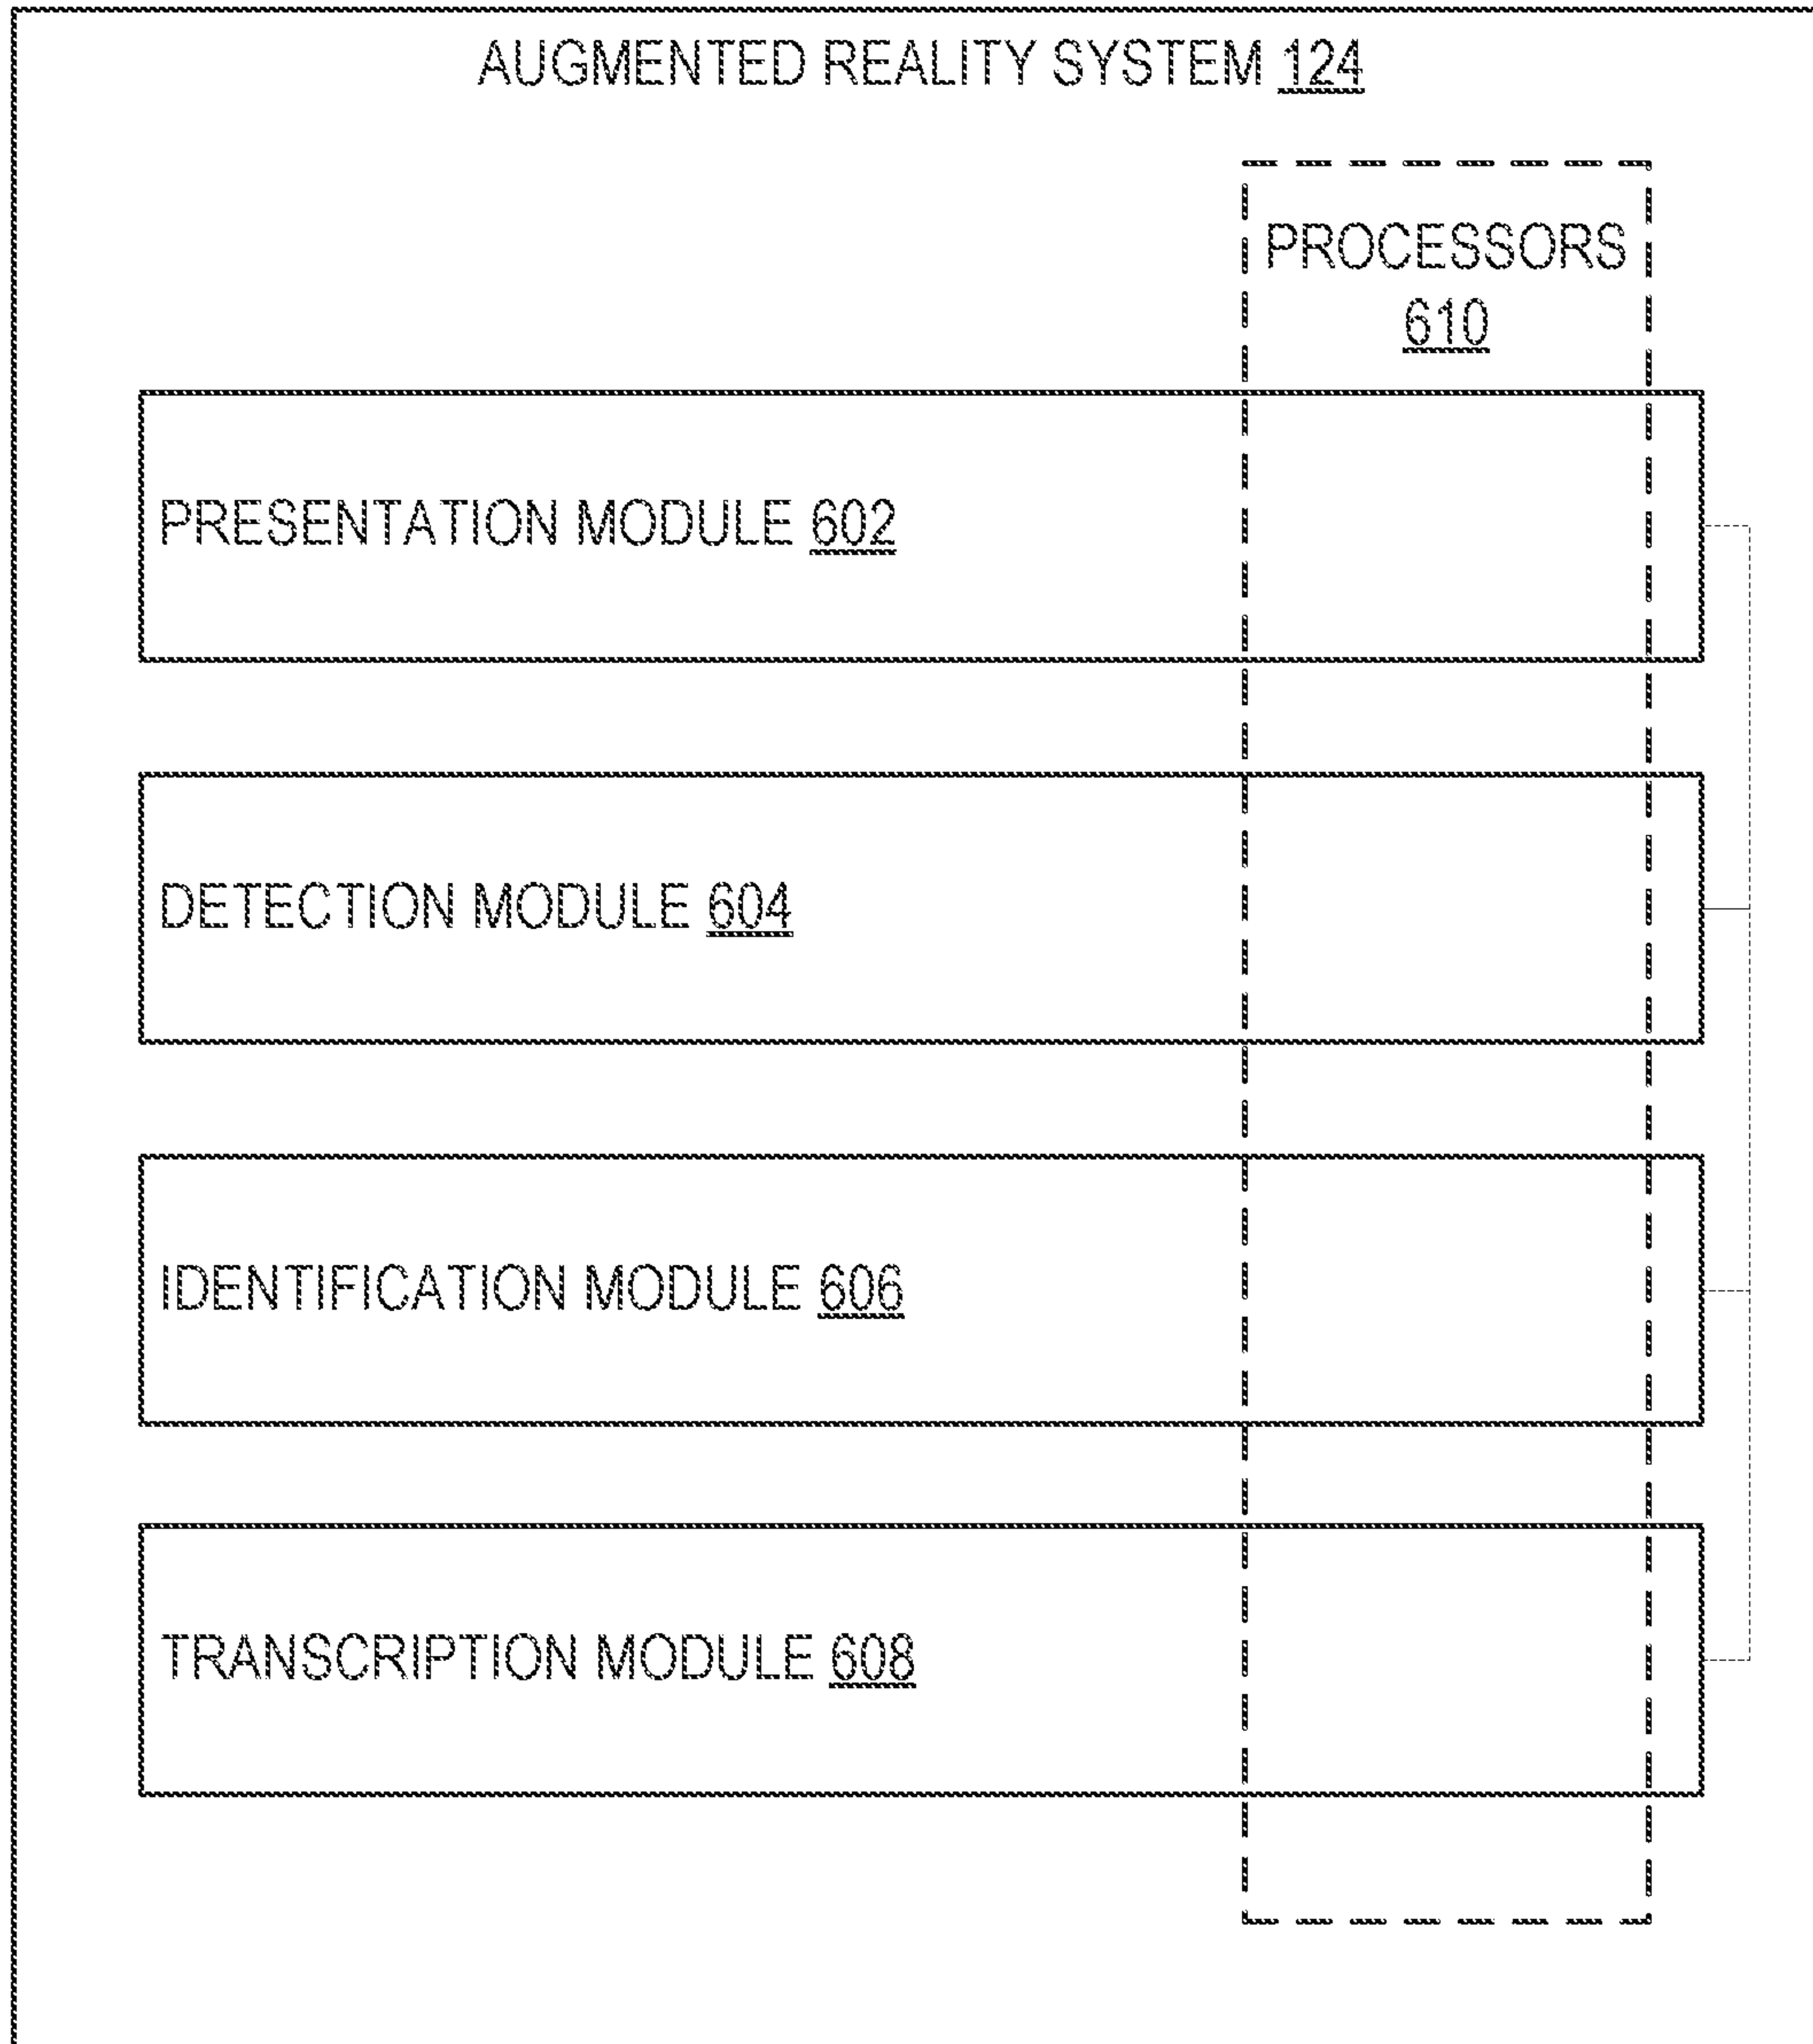 AUGMENTED REALITY SYSTEM 124
PROCESSORS
610
PRESENTATION MODULE 602
DETECTION MODULE 604
IDENTIFICATION MODULE 606
TRANSCRIPTION MODULE 608